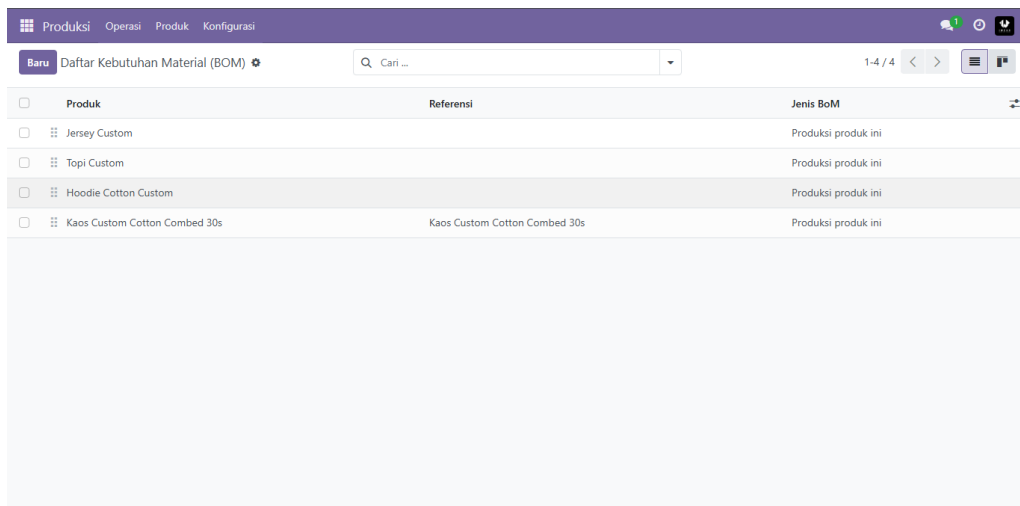 Produksi Operasi Produk Konfigurasi 1
Baru Daftar Kebutuhan Material (BOM) Cari ... 1-4 / 4
Produk Referensi Jenis BoM
Jersey Custom Produksi produk ini
Topi Custom Produksi produk ini
Hoodie Cotton Custom Produksi produk ini
Kaos Custom Cotton Combed 30s Kaos Custom Cotton Combed 30s Produksi produk ini